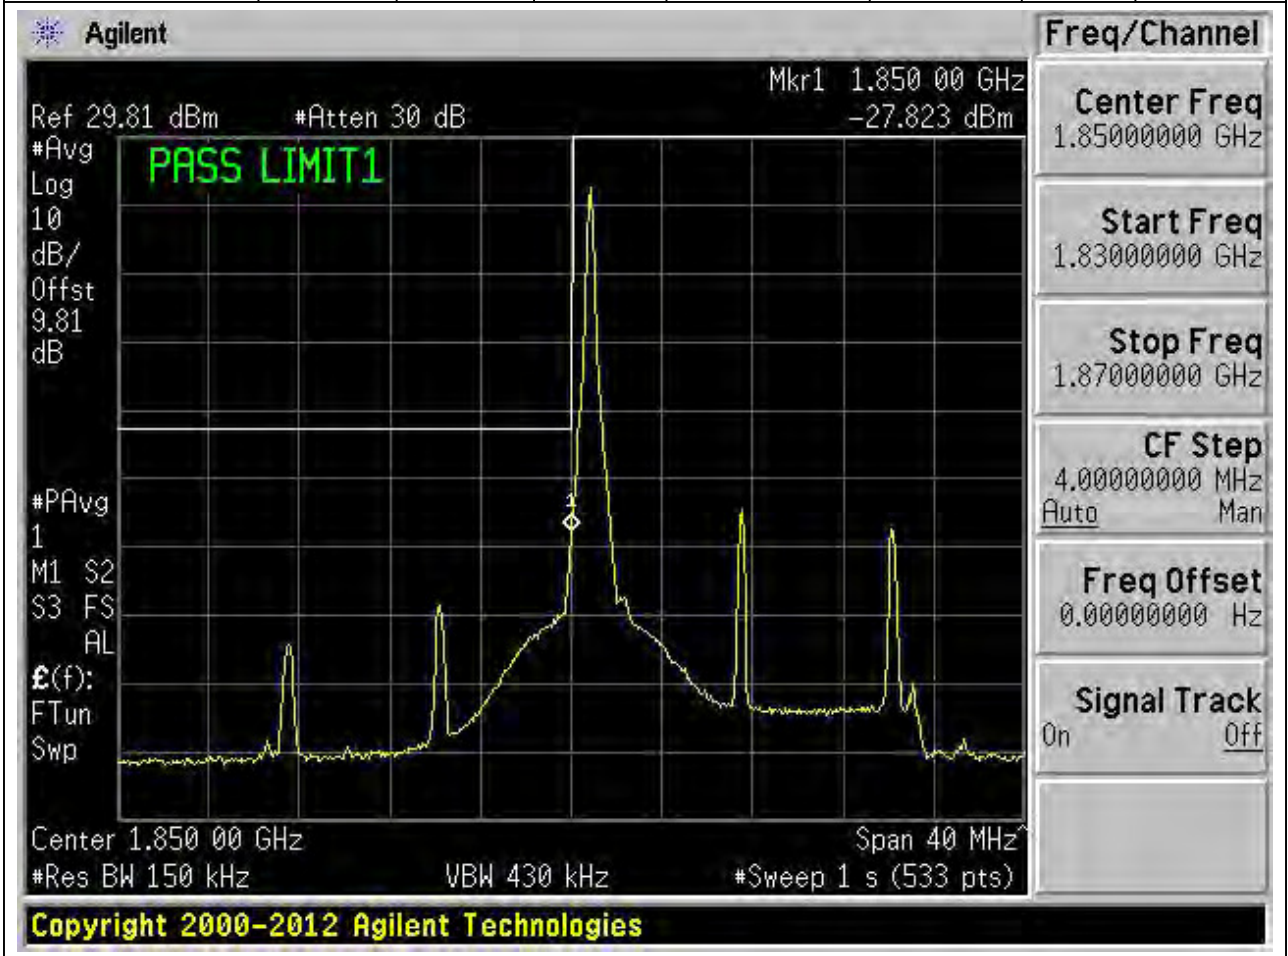 Agilent
Freq/Channel
Mkr1 1.850 00 GHz
Ref 29.81 dBm #Atten 30 dB -27.823 dBm
#Avg
Log
10
dB/
Offst
9.81
dB
PASS LIMIT1
1
#PAvg
1
M1 S2
S3 FS
AL
£(f):
FTun
Swp
Center 1.850 00 GHz Span 40 MHz^
#Res BW 150 kHz VBW 430 kHz #Sweep 1 s (533 pts)
Center Freq
1.85000000 GHz
Start Freq
1.83000000 GHz
Stop Freq
1.87000000 GHz
CF Step
4.00000000 MHz
Auto Man
Freq Offset
0.00000000 Hz
Signal Track
On Off
Copyright 2000-2012 Agilent Technologies